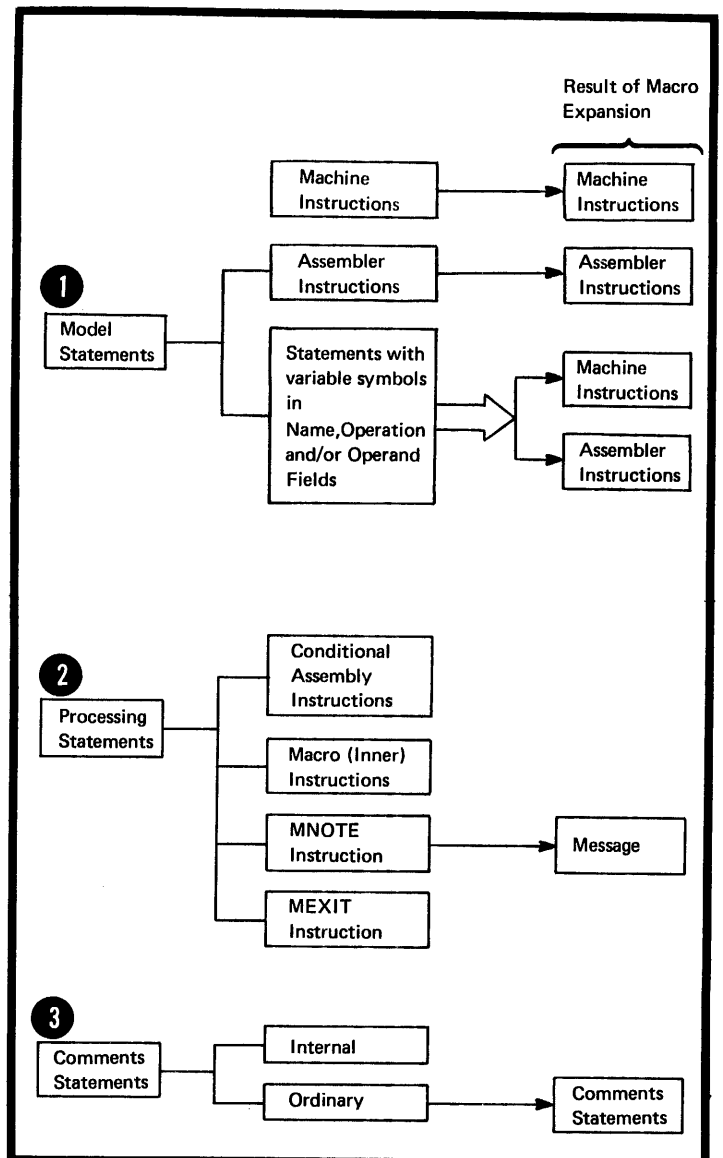 Result of Macro
Expansion
Machine
Instructions
Machine
Instructions
1
Assembler
Instructions
Assembler
Instructions
Model
Statements
Statements with
variable symbols
in
Name,Operation
and/or Operand
Fields
Machine
Instructions
Assembler
Instructions
2
Processing
Statements
Conditional
Assembly
Instructions
Macro (Inner)
Instructions
MNOTE
Instruction
Message
MEXIT
Instruction
3
Comments
Statements
Internal
Ordinary
Comments
Statements